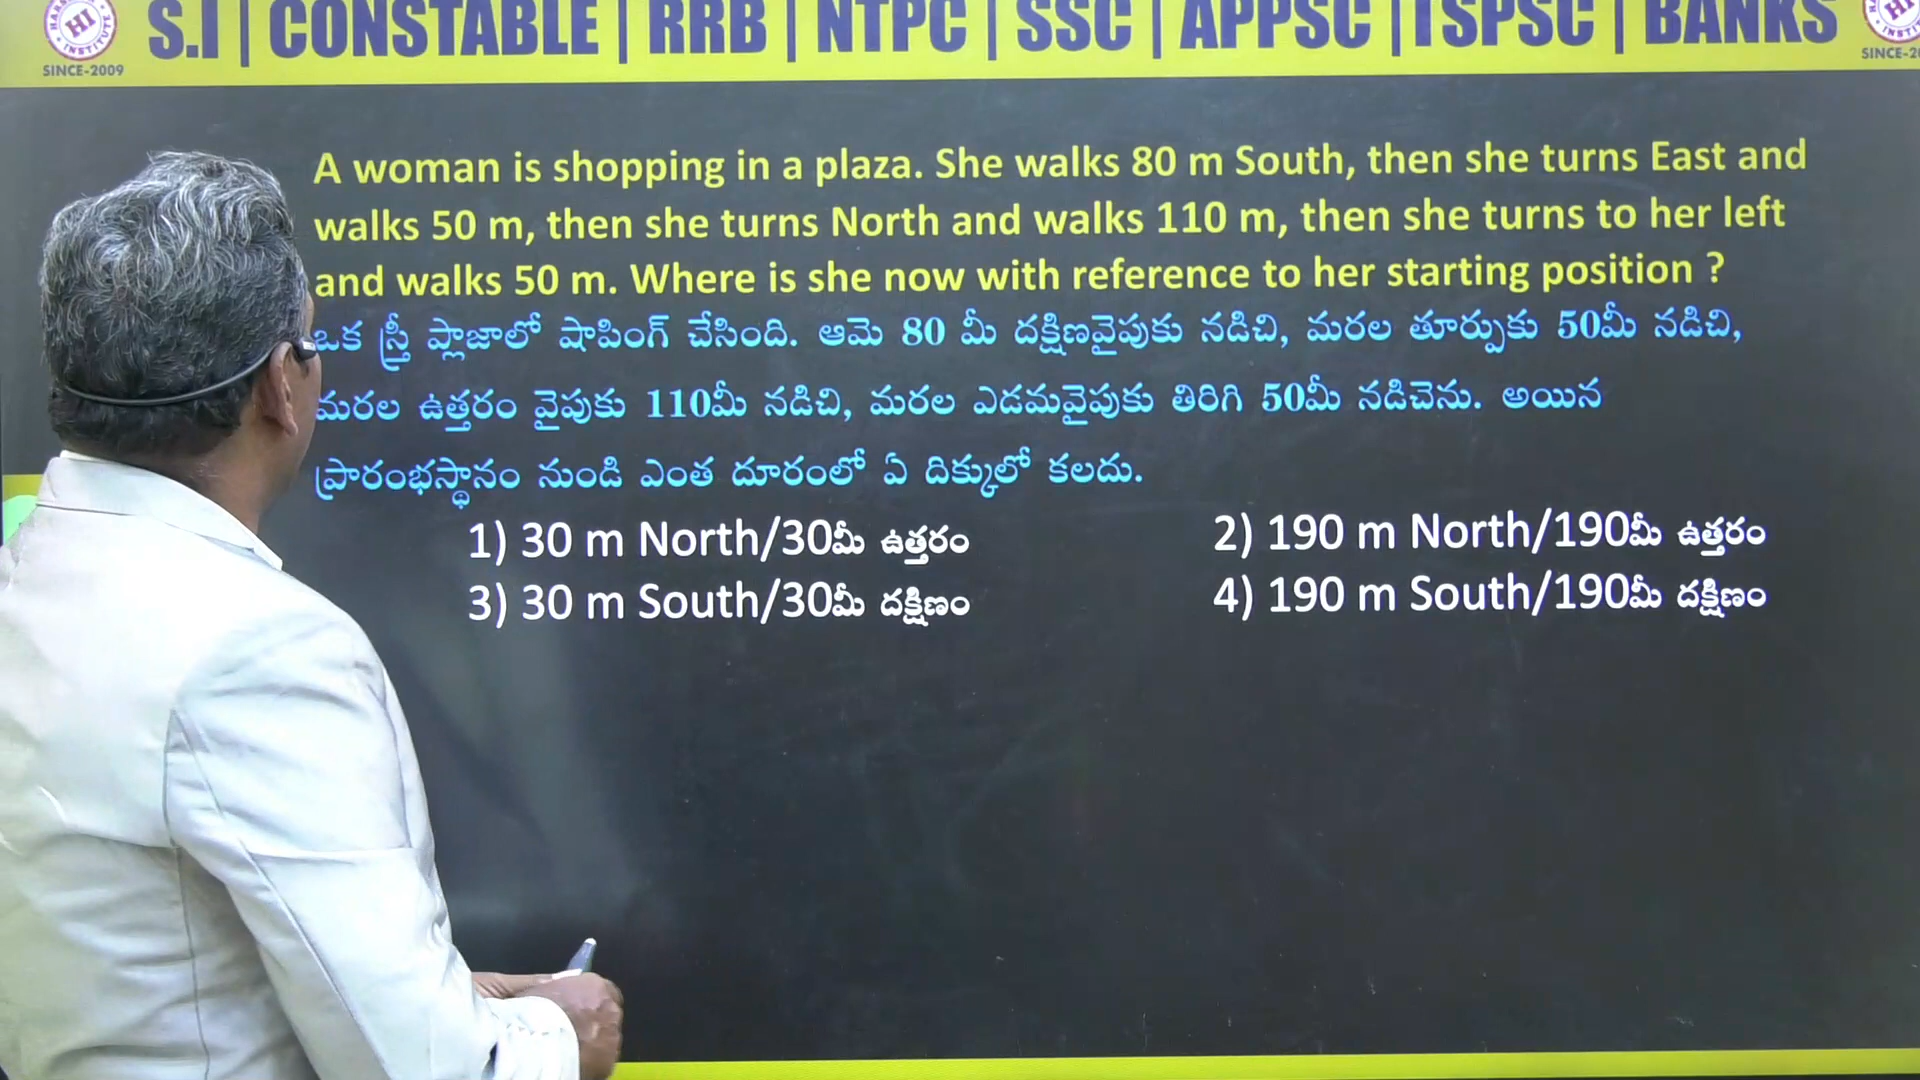 S.I | CONSTABLE | RRB | NTPC | SSC | APPSC | TSPSC | BANKS
HI
SINCE-2009
A woman is shopping in a plaza. She walks 80 m South, then she turns East and
walks 50 m, then she turns North and walks 110 m, then she turns to her left
and walks 50 m. Where is she now with reference to her starting position ?
ఒక స్త్రీ ప్లాజాలో షాపింగ్ చేసింది. ఆమె 80 మీ దక్షిణవైపుకు నడిచి, మరల తూర్పుకు 50మీ నడిచి,
మరల ఉత్తరం వైపుకు 110మీ నడిచి, మరల ఎడమవైపుకు తిరిగి 50మీ నడిచెను. అయిన
ప్రారంభస్థానం నుండి ఎంత దూరంలో ఏ దిక్కులో కలదు.
1) 30 m North/30మీ ఉత్తరం 2) 190 m North/190మీ ఉత్తరం
3) 30 m South/30మీ దక్షిణం 4) 190 m South/190మీ దక్షిణం